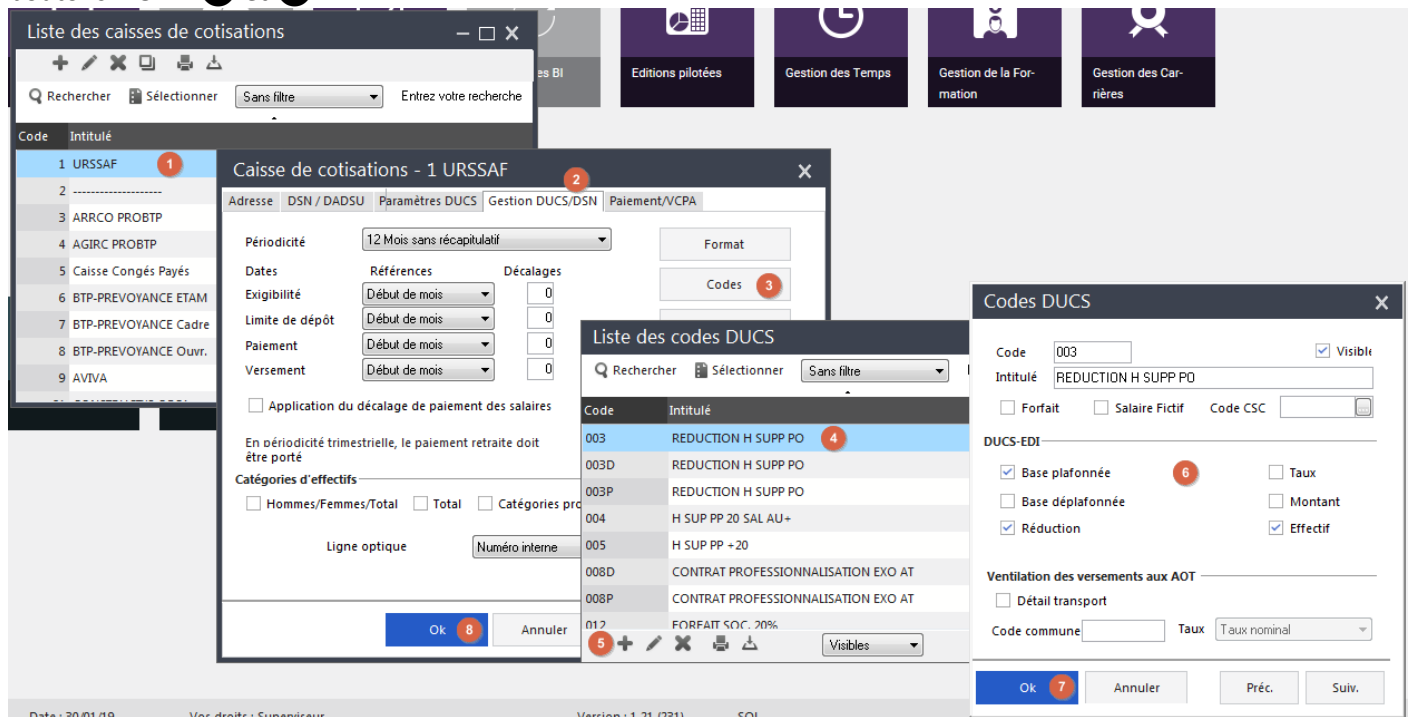 es BI
Editions pilotées
Gestion des Temps
Gestion de la For-
mation
Gestion des Car-
rières
Liste des caisses de cotisations
Rechercher
Sélectionner
Sans filtre
Entrez votre recherche
Code Intitulé
1 URSSAF 1
2 --------------------
3 ARRCO PROBTP
4 AGIRC PROBTP
5 Caisse Congés Payés
6 BTP-PREVOYANCE ETAM
7 BTP-PREVOYANCE Cadre
8 BTP-PREVOYANCE Ouvr.
9 AVIVA
Caisse de cotisations - 1 URSSAF
2
Adresse DSN / DADSU Paramètres DUCS Gestion DUCS/DSN Paiement/VCPA
Périodicité 12 Mois sans récapitulatif Format
Dates Références Décalages
Codes 3
Exigibilité Début de mois 0
Limite de dépôt Début de mois 0
Paiement Début de mois 0
Versement Début de mois 0
Application du décalage de paiement des salaires
En périodicité trimestrielle, le paiement retraite doit
être porté
Catégories d'effectifs
Hommes/Femmes/Total Total Catégories pro
Ligne optique Numéro interne
Ok 8 Annuler
Liste des codes DUCS
Rechercher Sélectionner Sans filtre
Code Intitulé
003 REDUCTION H SUPP PO 4
003D REDUCTION H SUPP PO
003P REDUCTION H SUPP PO
004 H SUP PP 20 SAL AU+
005 H SUP PP +20
008D CONTRAT PROFESSIONNALISATION EXO AT
008P CONTRAT PROFESSIONNALISATION EXO AT
012 FORFAIT SOC. 20%
5 Visibles
Codes DUCS
Code 003 Visible
Intitulé REDUCTION H SUPP PO
Forfait Salaire Fictif Code CSC
DUCS-EDI
Base plafonnée 6 Taux
Base déplafonnée Montant
Réduction Effectif
Ventilation des versements aux AOT
Détail transport
Code commune Taux Taux nominal
Ok 7 Annuler Préc. Suiv.
Date : 30/01/19 Vos droits : Superviseur Version : 1.21 (231) SQL